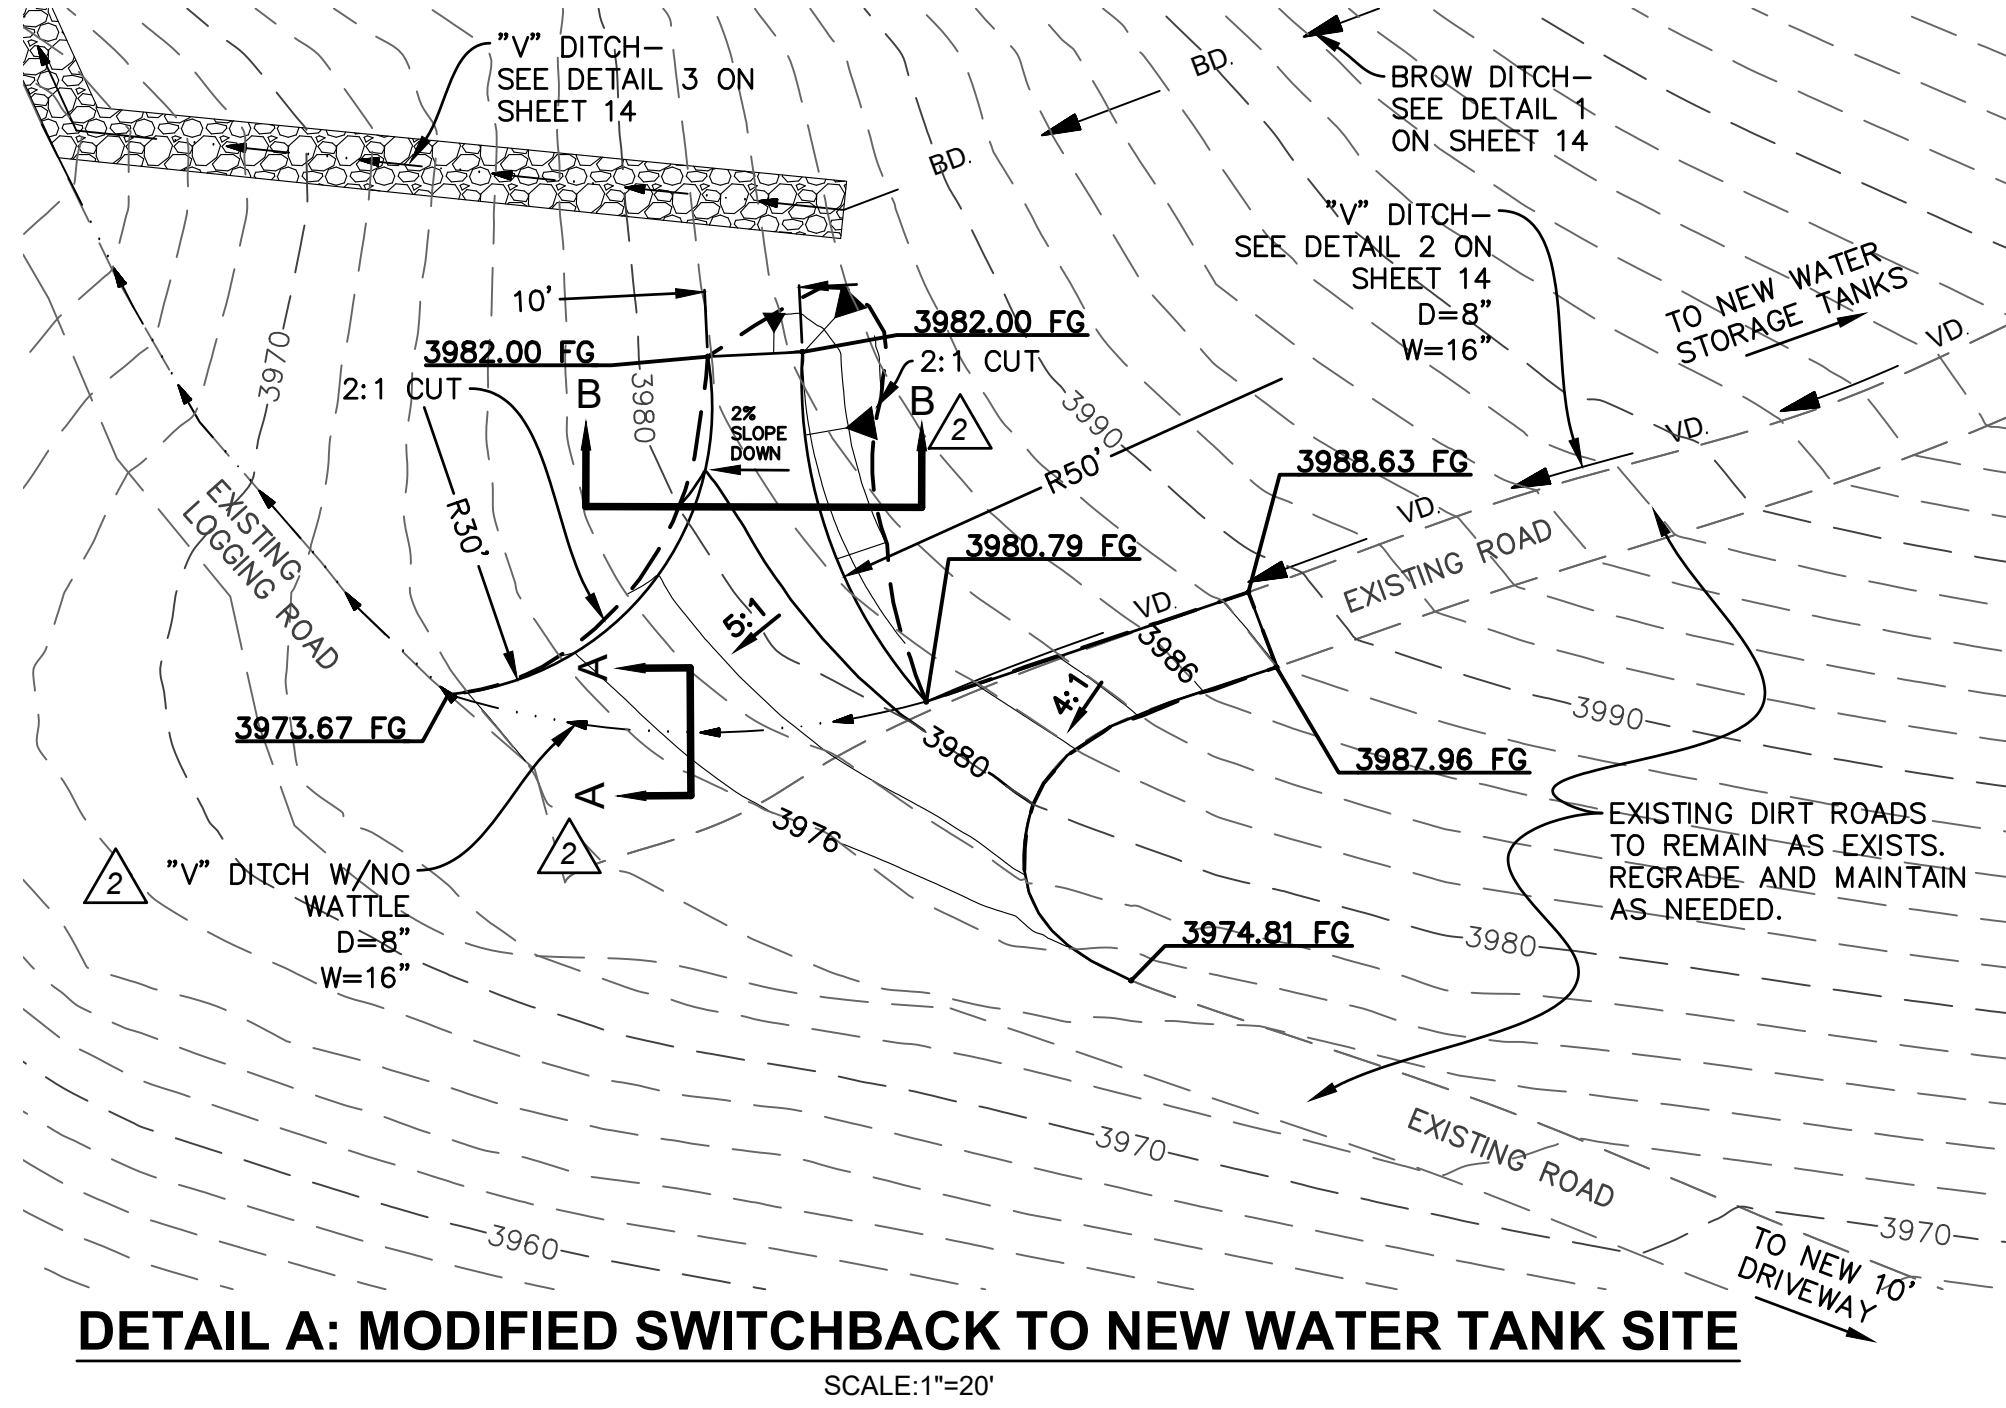 "V" DITCH–
SEE DETAIL 3 ON
SHEET 14
BD.
BD.
BROW DITCH–
SEE DETAIL 1
ON SHEET 14
"V" DITCH–
SEE DETAIL 2 ON
SHEET 14
D=8"
W=16"
TO NEW WATER
STORAGE TANKS
VD.
VD.
VD.
VD.
10'
3982.00 FG
3982.00 FG
2:1 CUT
2:1 CUT
B
B
2
2%
SLOPE
DOWN
3970
3980
3990
R50'
R30'
3988.63 FG
3980.79 FG
EXISTING ROAD
EXISTING
LOGGING ROAD
5:1
3986
4:1
A
A
3973.67 FG
3980
3990
3987.96 FG
3976
2
2
"V" DITCH W/NO
WATTLE
D=8"
W=16"
EXISTING DIRT ROADS
TO REMAIN AS EXISTS.
REGRADE AND MAINTAIN
AS NEEDED.
3974.81 FG
3980
3970
EXISTING ROAD
3960
3970
TO NEW 10'
DRIVEWAY
DETAIL A: MODIFIED SWITCHBACK TO NEW WATER TANK SITE
SCALE:1"=20'